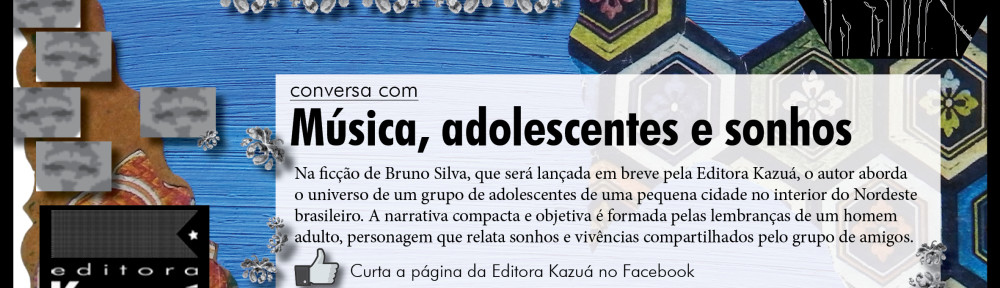 conversa com
Música, adolescentes e sonhos
Na ficção de Bruno Silva, que será lançada em breve pela Editora Kazuá, o autor aborda
o universo de um grupo de adolescentes de uma pequena cidade no interior do Nordeste
brasileiro. A narrativa compacta e objetiva é formada pelas lembranças de um homem
adulto, personagem que relata sonhos e vivências compartilhados pelo grupo de amigos.
Curta a página da Editora Kazuá no Facebook
editora